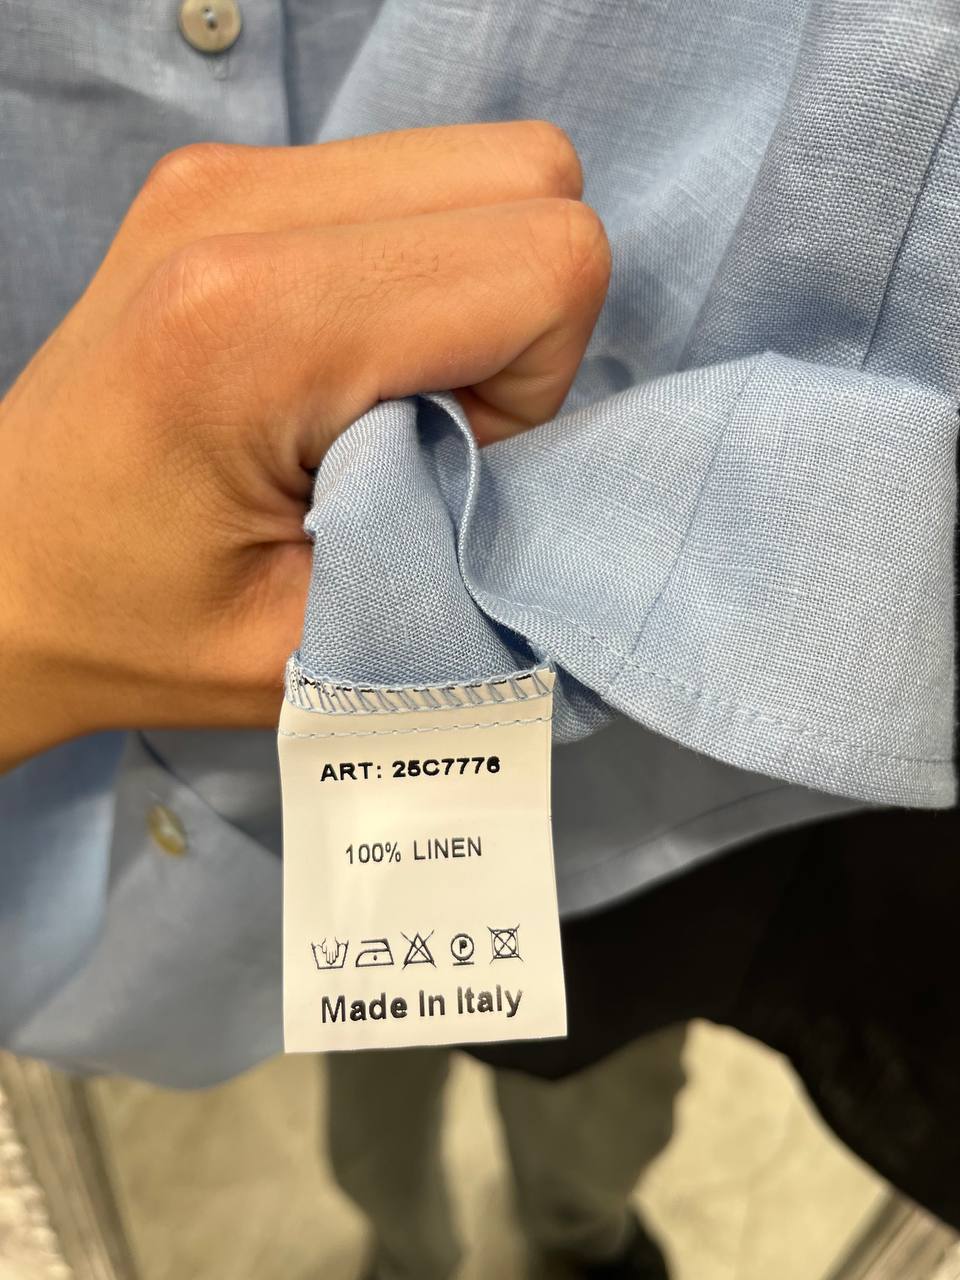 ART: 25C7776
100% LINEN
P
Made In Italy